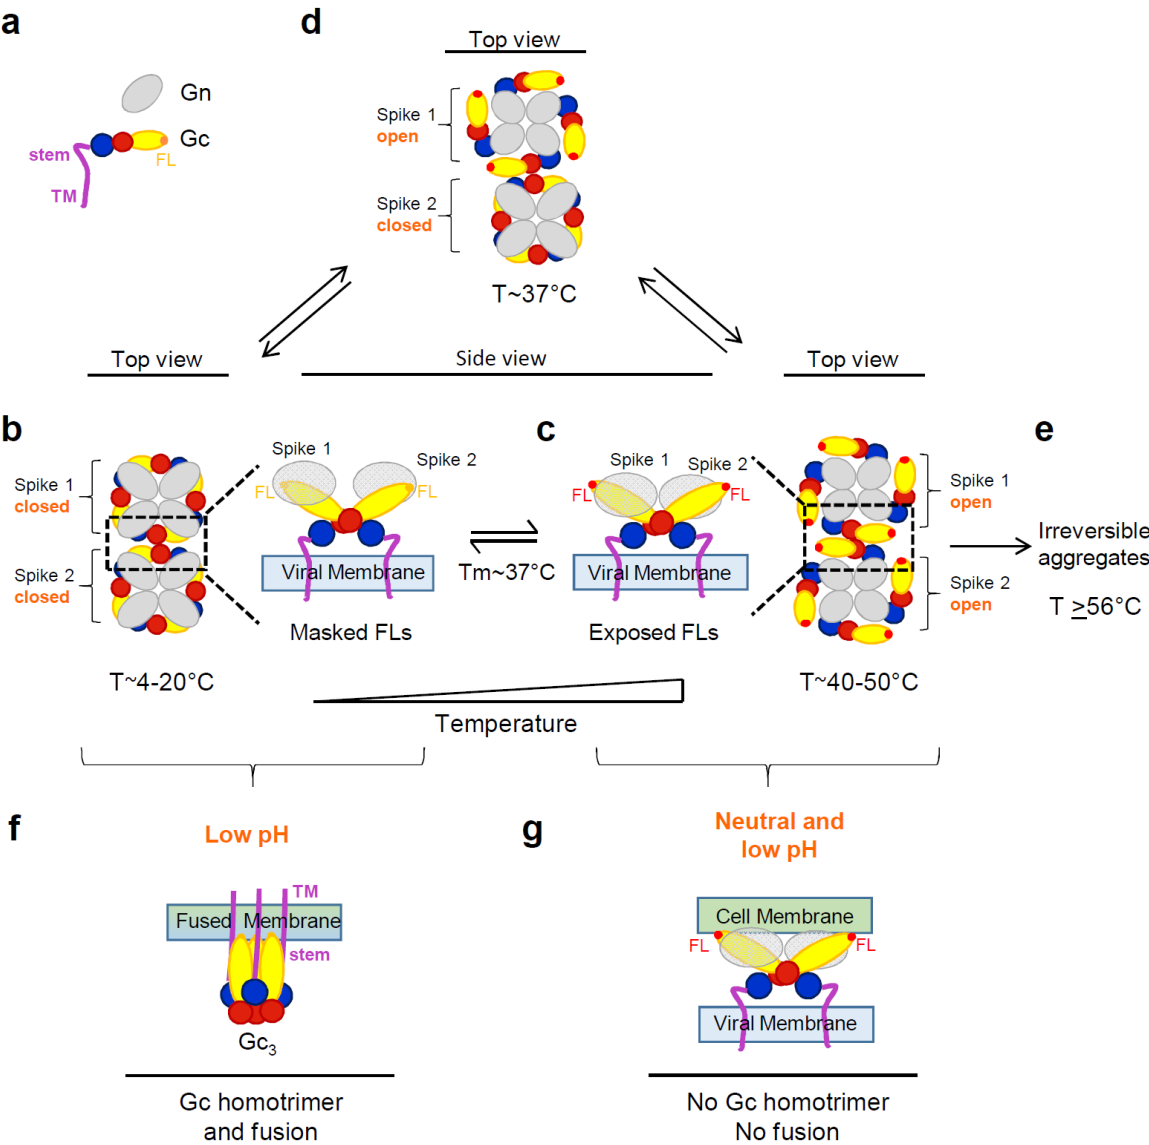 a
Gn
Gc
stem
FL
TM
d
Top view
Spike 1
open
Spike 2
closed
T~37°C
Top view
Side view
Top view
b
Spike 1
closed
Spike 2
closed
T~4-20°C
Spike 1
Spike 2
FL
FL
Viral Membrane
Masked FLs
Tm~37°C
c
Spike 1
Spike 2
FL
FL
Viral Membrane
Exposed FLs
Spike 1
open
Spike 2
open
T~40-50°C
e
Irreversible
aggregates
T ≥56°C
Temperature
f
Low pH
TM
Fused Membrane
stem
Gc3
Gc homotrimer
and fusion
g
Neutral and
low pH
Cell Membrane
FL
FL
Viral Membrane
No Gc homotrimer
No fusion